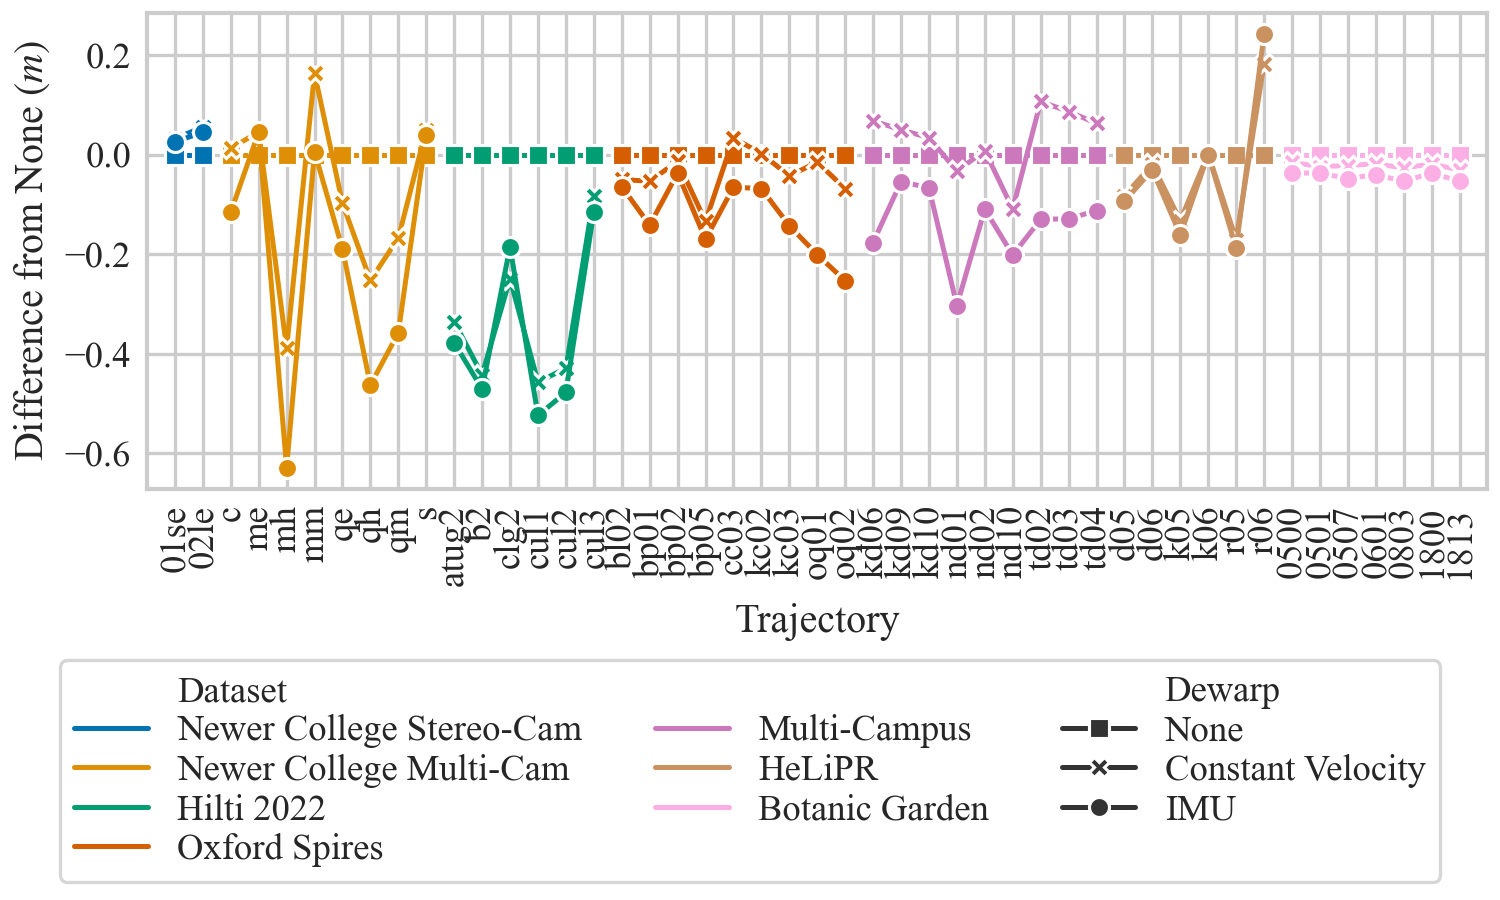 Difference from None (m)
0.2
0.0
−0.2
−0.4
−0.6
01se
02le
c
me
mh
mm
qe
qh
qm
s
atug2
b2
clg2
cul1
cul2
cul3
bl02
bp01
bp02
bp05
cc03
kc02
kc03
oq01
oq02
kd06
kd09
kd10
nd01
nd02
nd10
td02
td03
td04
d05
d06
k05
k06
r05
r06
0500
0501
0507
0601
0803
1800
1813
Trajectory
Dataset
Newer College Stereo-Cam
Newer College Multi-Cam
Hilti 2022
Oxford Spires
Multi-Campus
HeLiPR
Botanic Garden
Dewarp
None
Constant Velocity
IMU